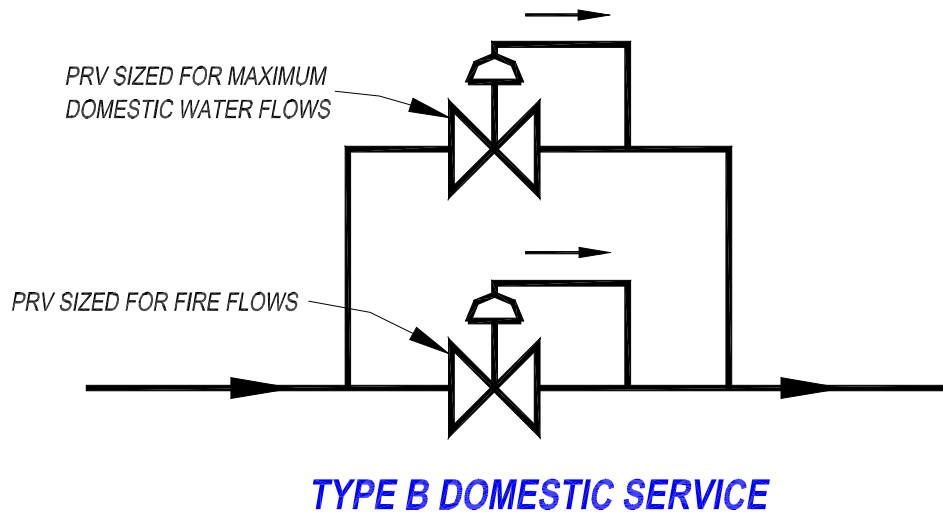 PRV SIZED FOR MAXIMUM
DOMESTIC WATER FLOWS
PRV SIZED FOR FIRE FLOWS
TYPE B DOMESTIC SERVICE